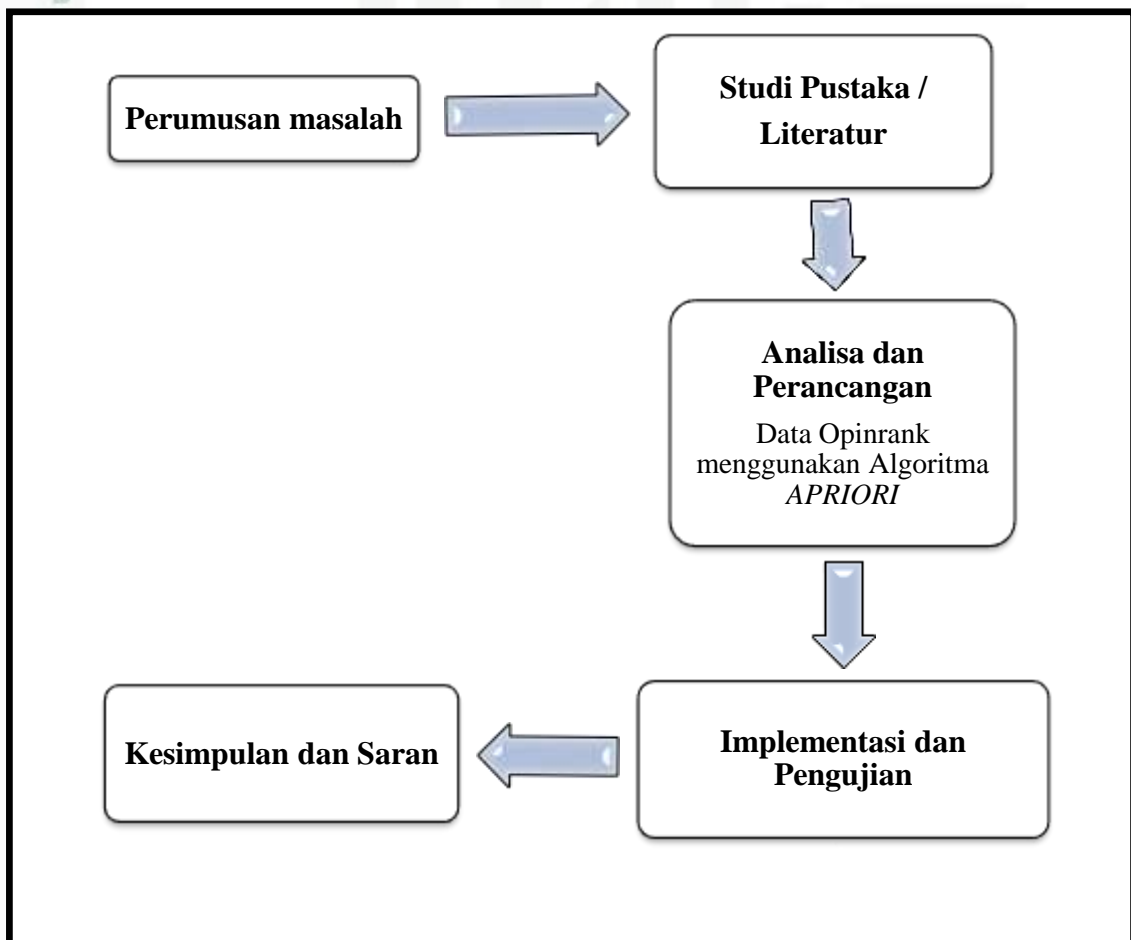 Perumusan masalah
Studi Pustaka /
Literatur
Analisa dan
Perancangan
Data Opinrank
menggunakan Algoritma
APRIORI
Implementasi dan
Pengujian
Kesimpulan dan Saran